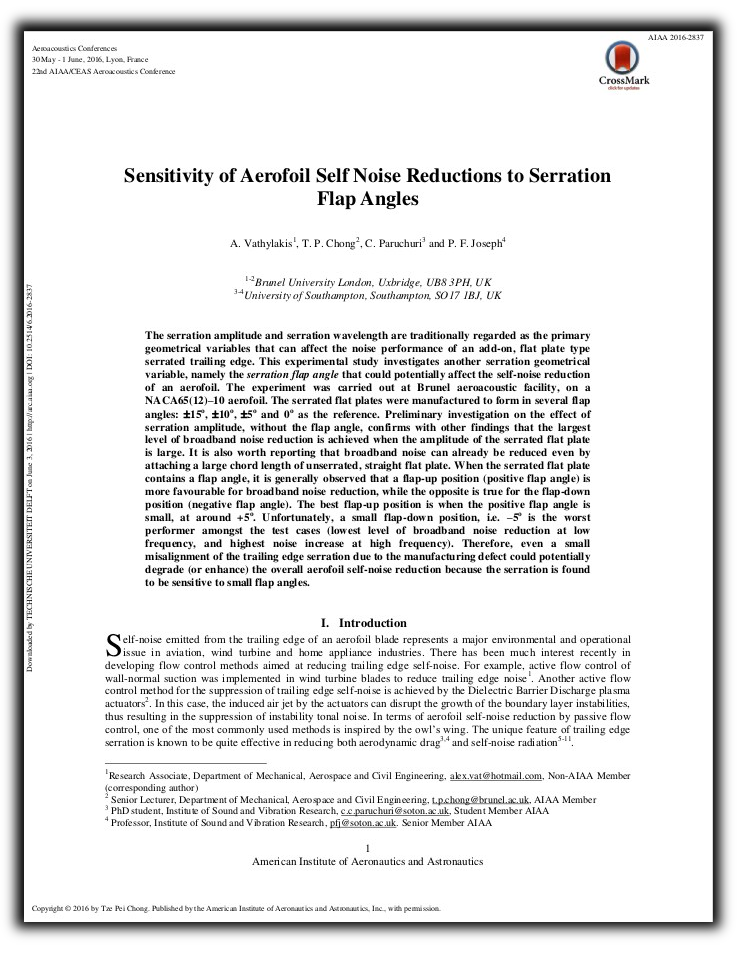 AIAA 2016-2837
Aeroacoustics Conferences
30 May - 1 June, 2016, Lyon, France
22nd AIAA/CEAS Aeroacoustics Conference
CrossMark
click for updates
Sensitivity of Aerofoil Self Noise Reductions to Serration
Flap Angles
A. Vathylakis1, T. P. Chong2, C. Paruchuri3 and P. F. Joseph4
1-2Brunel University London, Uxbridge, UB8 3PH, UK
3-4University of Southampton, Southampton, SO17 1BJ, UK
The serration amplitude and serration wavelength are traditionally regarded as the primary
geometrical variables that can affect the noise performance of an add-on, flat plate type
serrated trailing edge. This experimental study investigates another serration geometrical
variable, namely the serration flap angle that could potentially affect the self-noise reduction
of an aerofoil. The experiment was carried out at Brunel aeroacoustic facility, on a
NACA65(12)–10 aerofoil. The serrated flat plates were manufactured to form in several flap
angles: ±15º, ±10º, ±5º and 0º as the reference. Preliminary investigation on the effect of
serration amplitude, without the flap angle, confirms with other findings that the largest
level of broadband noise reduction is achieved when the amplitude of the serrated flat plate
is large. It is also worth reporting that broadband noise can already be reduced even by
attaching a large chord length of unserrated, straight flat plate. When the serrated flat plate
contains a flap angle, it is generally observed that a flap-up position (positive flap angle) is
more favourable for broadband noise reduction, while the opposite is true for the flap-down
position (negative flap angle). The best flap-up position is when the positive flap angle is
small, at around +5º. Unfortunately, a small flap-down position, i.e. –5º is the worst
performer amongst the test cases (lowest level of broadband noise reduction at low
frequency, and highest noise increase at high frequency). Therefore, even a small
misalignment of the trailing edge serration due to the manufacturing defect could potentially
degrade (or enhance) the overall aerofoil self-noise reduction because the serration is found
to be sensitive to small flap angles.
I. Introduction
Self-noise emitted from the trailing edge of an aerofoil blade represents a major environmental and operational
issue in aviation, wind turbine and home appliance industries. There has been much interest recently in
developing flow control methods aimed at reducing trailing edge self-noise. For example, active flow control of
wall-normal suction was implemented in wind turbine blades to reduce trailing edge noise1. Another active flow
control method for the suppression of trailing edge self-noise is achieved by the Dielectric Barrier Discharge plasma
actuators2. In this case, the induced air jet by the actuators can disrupt the growth of the boundary layer instabilities,
thus resulting in the suppression of instability tonal noise. In terms of aerofoil self-noise reduction by passive flow
control, one of the most commonly used methods is inspired by the owl's wing. The unique feature of trailing edge
serration is known to be quite effective in reducing both aerodynamic drag3,4 and self-noise radiation5-11.
1Research Associate, Department of Mechanical, Aerospace and Civil Engineering, alex.vat@hotmail.com, Non-AIAA Member
(corresponding author)
2 Senior Lecturer, Department of Mechanical, Aerospace and Civil Engineering, t.p.chong@brunel.ac.uk, AIAA Member
3 PhD student, Institute of Sound and Vibration Research, c.c.paruchuri@soton.ac.uk, Student Member AIAA
4 Professor, Institute of Sound and Vibration Research, pfj@soton.ac.uk. Senior Member AIAA
1
American Institute of Aeronautics and Astronautics
Copyright © 2016 by Tze Pei Chong. Published by the American Institute of Aeronautics and Astronautics, Inc., with permission.
Downloaded by TECHNISCHE UNIVERSITEIT DELFT on June 3, 2016 | http://arc.aiaa.org | DOI: 10.2514/6.2016-2837